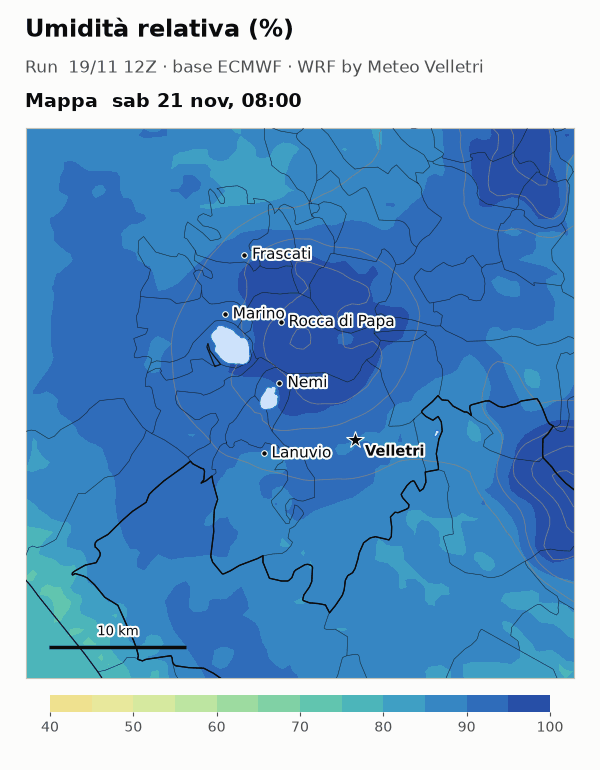 Umidità relativa (%)
Run  19/11 12Z · base ECMWF · WRF by Meteo Velletri
Mappa  sab 21 nov, 08:00
Frascati
Marino
Rocca di Papa
Nemi
Velletri
Lanuvio
10 km
40 50 60 70 80 90 100